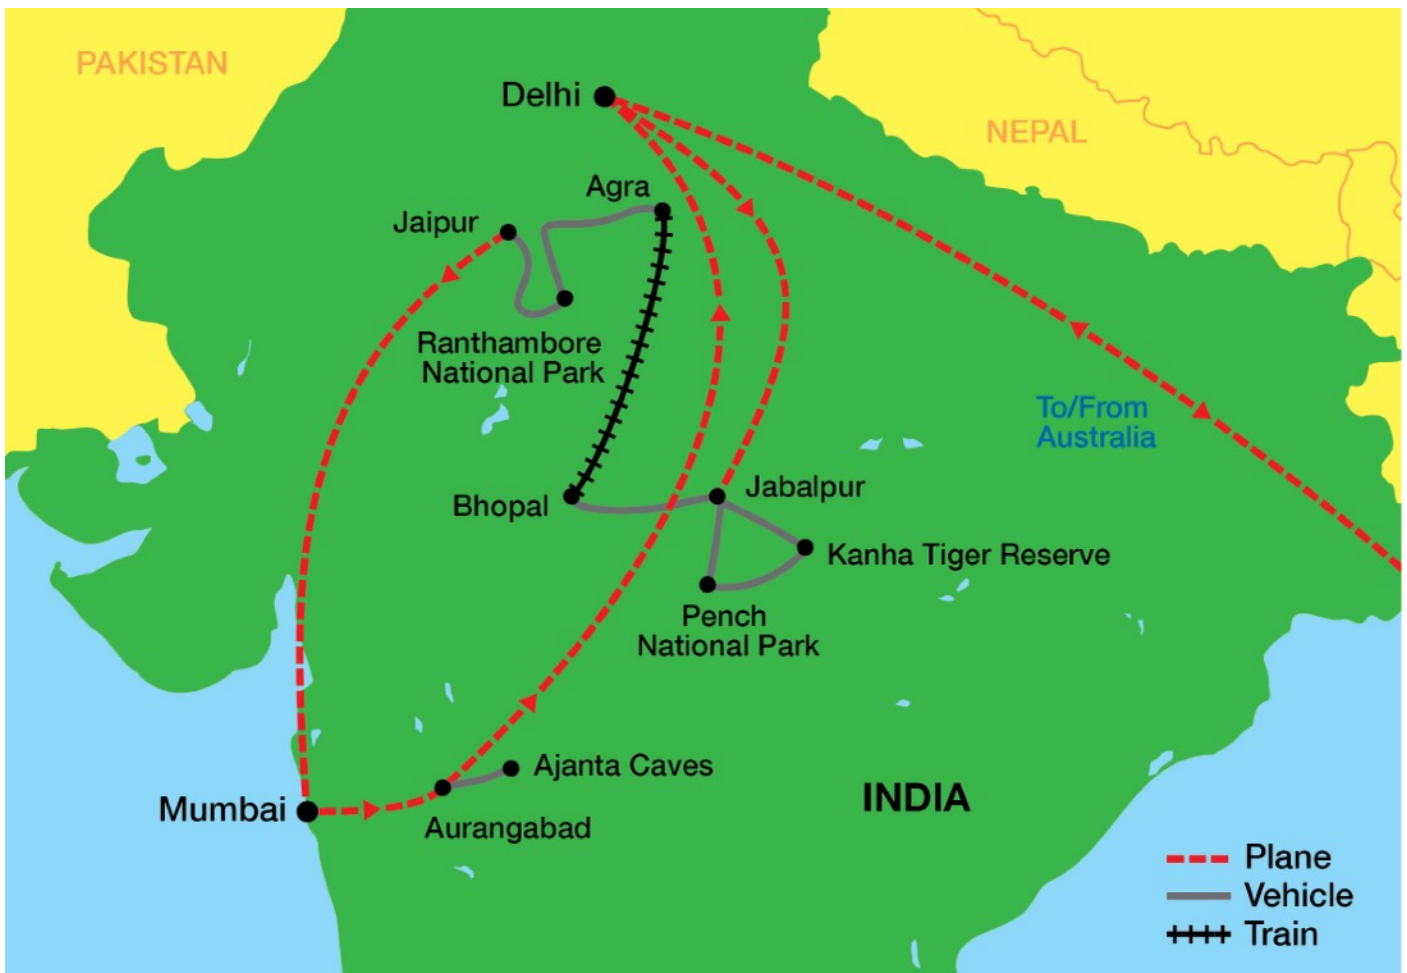 PAKISTAN
Delhi
NEPAL
Agra
Jaipur
Ranthambore
National Park
To/From
Australia
Bhopal
Jabalpur
Kanha Tiger Reserve
Pench
National Park
Ajanta Caves
Mumbai
Aurangabad
INDIA
Plane
Vehicle
Train